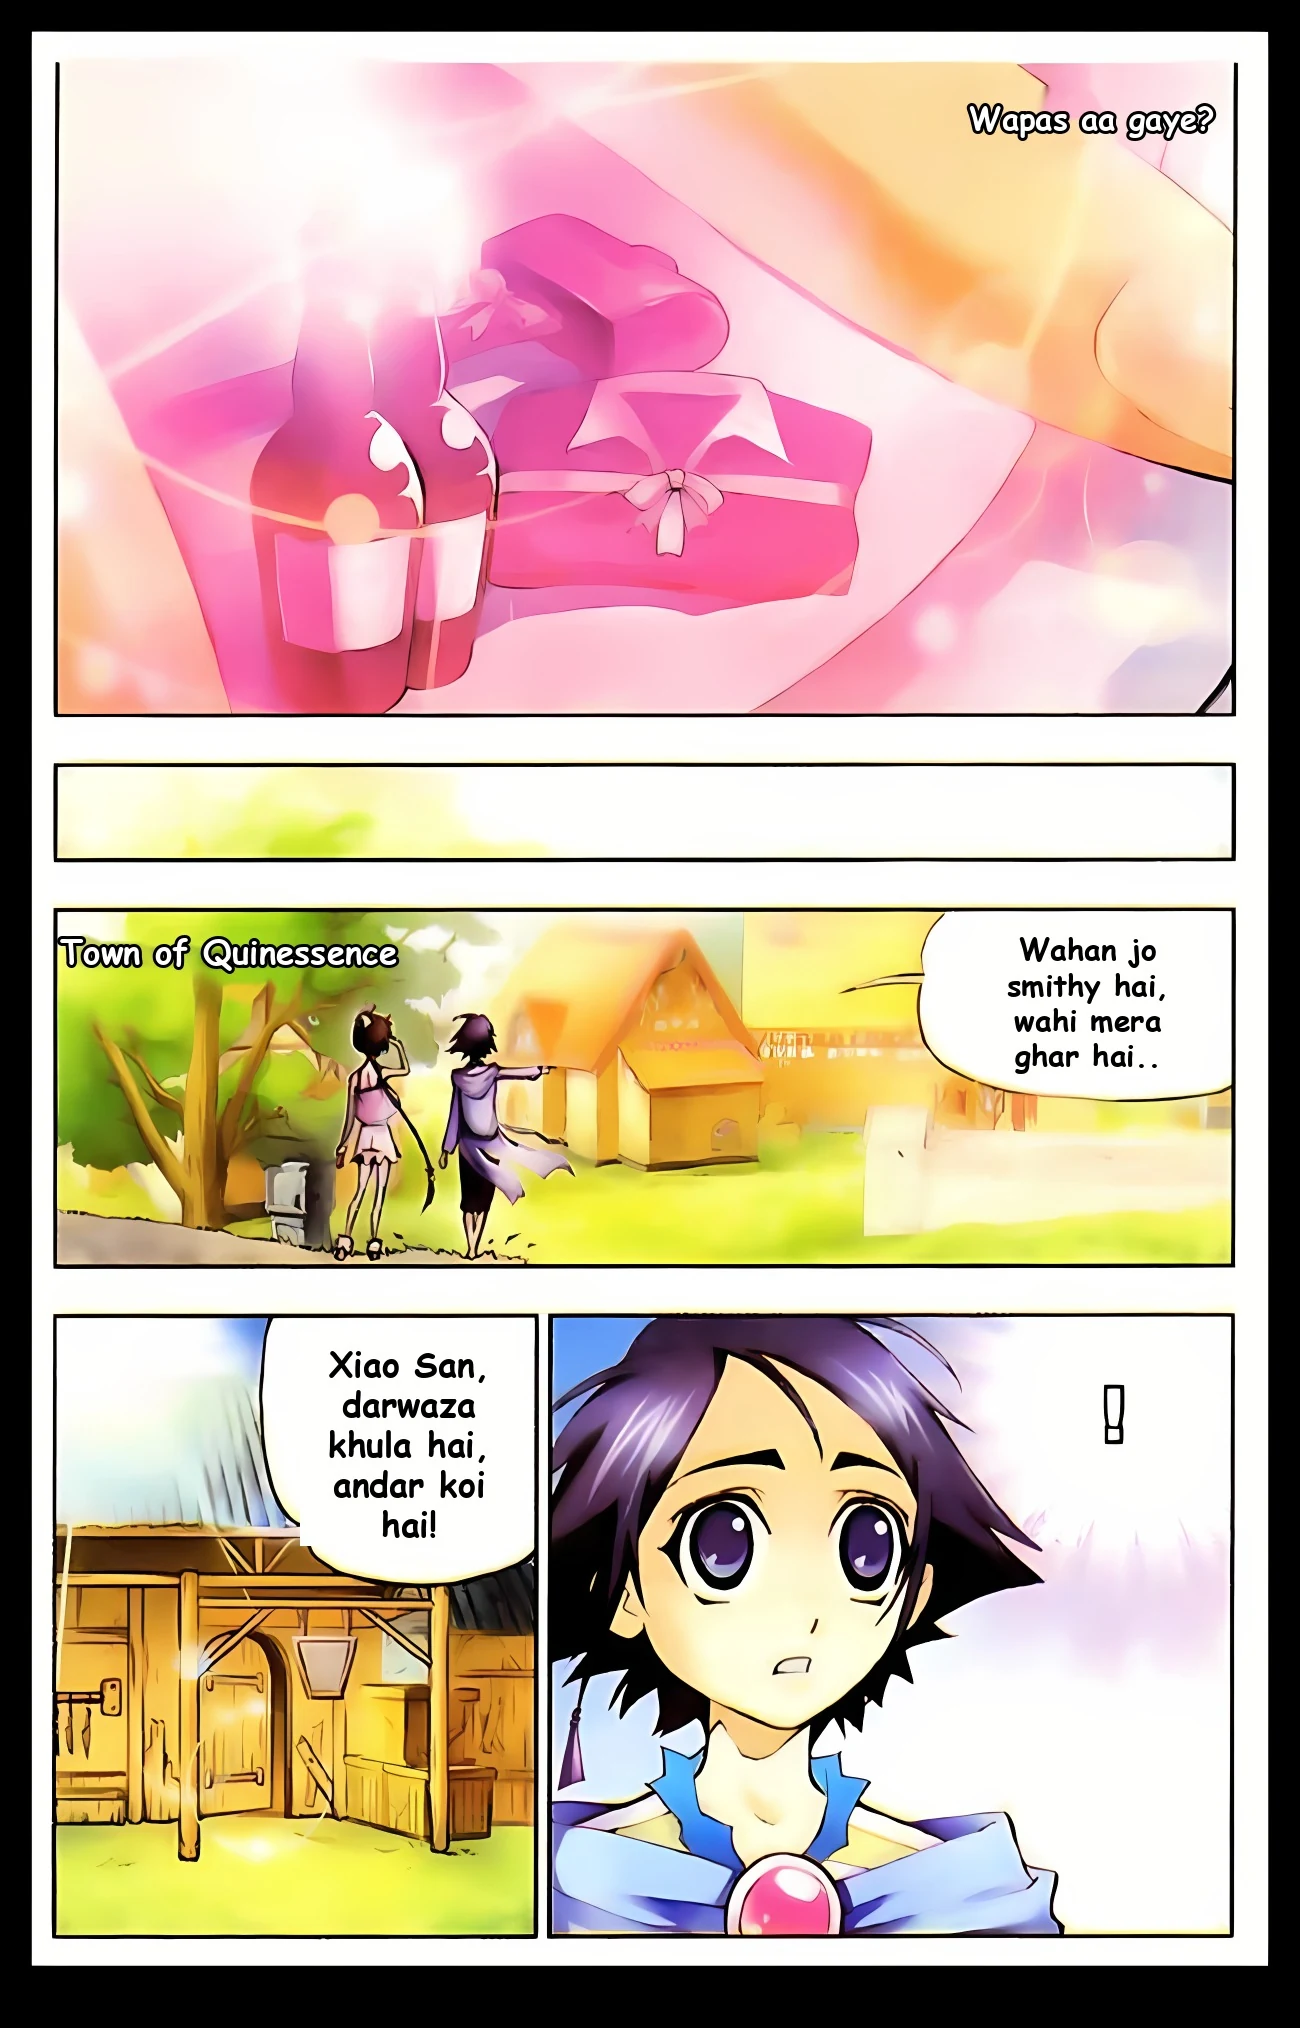 Wapas aa gaye?
Town of Quinessence
Wahan jo
smithy hai,
wahi mera
ghar hai..
Xiao San,
darwaza
khula hai,
andar koi
hai!
!